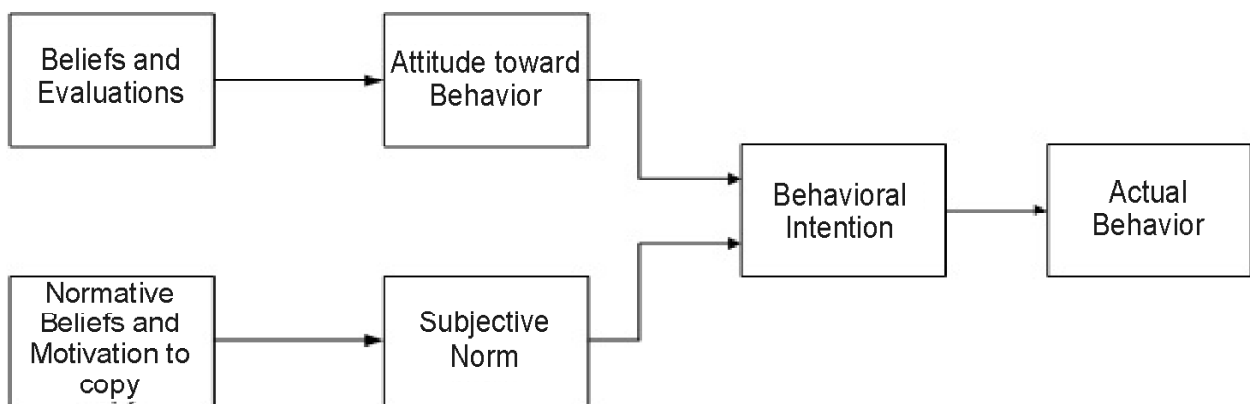 Beliefs and
Evaluations
Attitude toward
Behavior
Behavioral
Intention
Actual
Behavior
Normative
Beliefs and
Motivation to
copy
Subjective
Norm